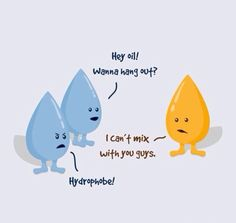 Hey oil!
Wanna hang out?
I can't mix
with you guys.
Hydrophobe!